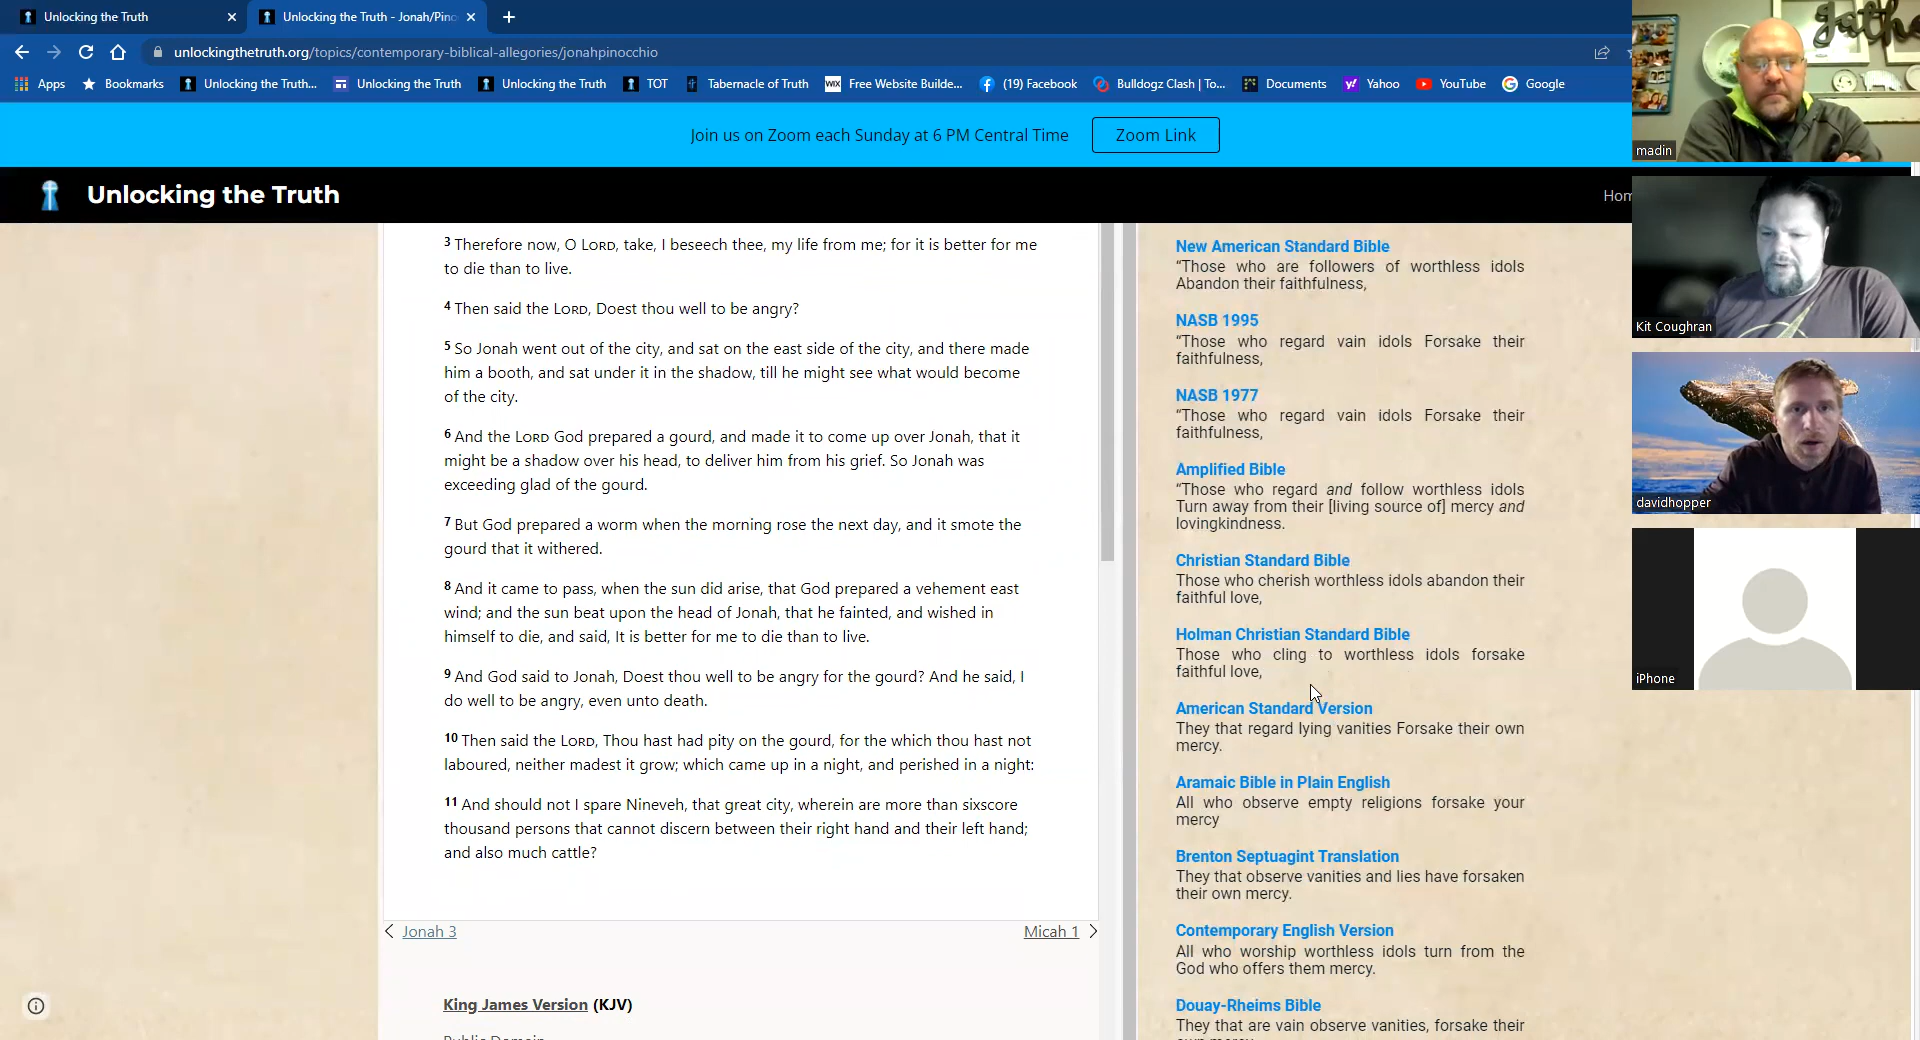 Unlocking the Truth
Unlocking the Truth - Jonah/Pino
unlockingthetruth.org/topics/contemporary-biblical-allegories/jonahpinocchio
Apps
Bookmarks
Unlocking the Truth...
Unlocking the Truth
Unlocking the Truth
TOT
Tabernacle of Truth
WIX
Free Website Builde...
(19) Facebook
Bulldogz Clash | To...
Documents
Yahoo
YouTube
Google
Join us on Zoom each Sunday at 6 PM Central Time
Zoom Link
Unlocking the Truth
Hom
3 Therefore now, O LORD, take, I beseech thee, my life from me; for it is better for me
to die than to live.
4 Then said the LORD, Doest thou well to be angry?
5 So Jonah went out of the city, and sat on the east side of the city, and there made
him a booth, and sat under it in the shadow, till he might see what would become
of the city.
6 And the LORD God prepared a gourd, and made it to come up over Jonah, that it
might be a shadow over his head, to deliver him from his grief. So Jonah was
exceeding glad of the gourd.
7 But God prepared a worm when the morning rose the next day, and it smote the
gourd that it withered.
8 And it came to pass, when the sun did arise, that God prepared a vehement east
wind; and the sun beat upon the head of Jonah, that he fainted, and wished in
himself to die, and said, It is better for me to die than to live.
9 And God said to Jonah, Doest thou well to be angry for the gourd? And he said, I
do well to be angry, even unto death.
10 Then said the LORD, Thou hast had pity on the gourd, for the which thou hast not
laboured, neither madest it grow; which came up in a night, and perished in a night:
11 And should not I spare Nineveh, that great city, wherein are more than sixscore
thousand persons that cannot discern between their right hand and their left hand;
and also much cattle?
Jonah 3
Micah 1
King James Version (KJV)
Public Domain
New American Standard Bible
“Those who are followers of worthless idols
Abandon their faithfulness,
NASB 1995
“Those who regard vain idols Forsake their
faithfulness,
NASB 1977
“Those who regard vain idols Forsake their
faithfulness,
Amplified Bible
“Those who regard and follow worthless idols
Turn away from their [living source of] mercy and
lovingkindness.
Christian Standard Bible
Those who cherish worthless idols abandon their
faithful love,
Holman Christian Standard Bible
Those who cling to worthless idols forsake
faithful love,
American Standard Version
They that regard lying vanities Forsake their own
mercy.
Aramaic Bible in Plain English
All who observe empty religions forsake your
mercy
Brenton Septuagint Translation
They that observe vanities and lies have forsaken
their own mercy.
Contemporary English Version
All who worship worthless idols turn from the
God who offers them mercy.
Douay-Rheims Bible
They that are vain observe vanities, forsake their
own mercy.
gathe
madin
Kit Coughran
davidhopper
iPhone